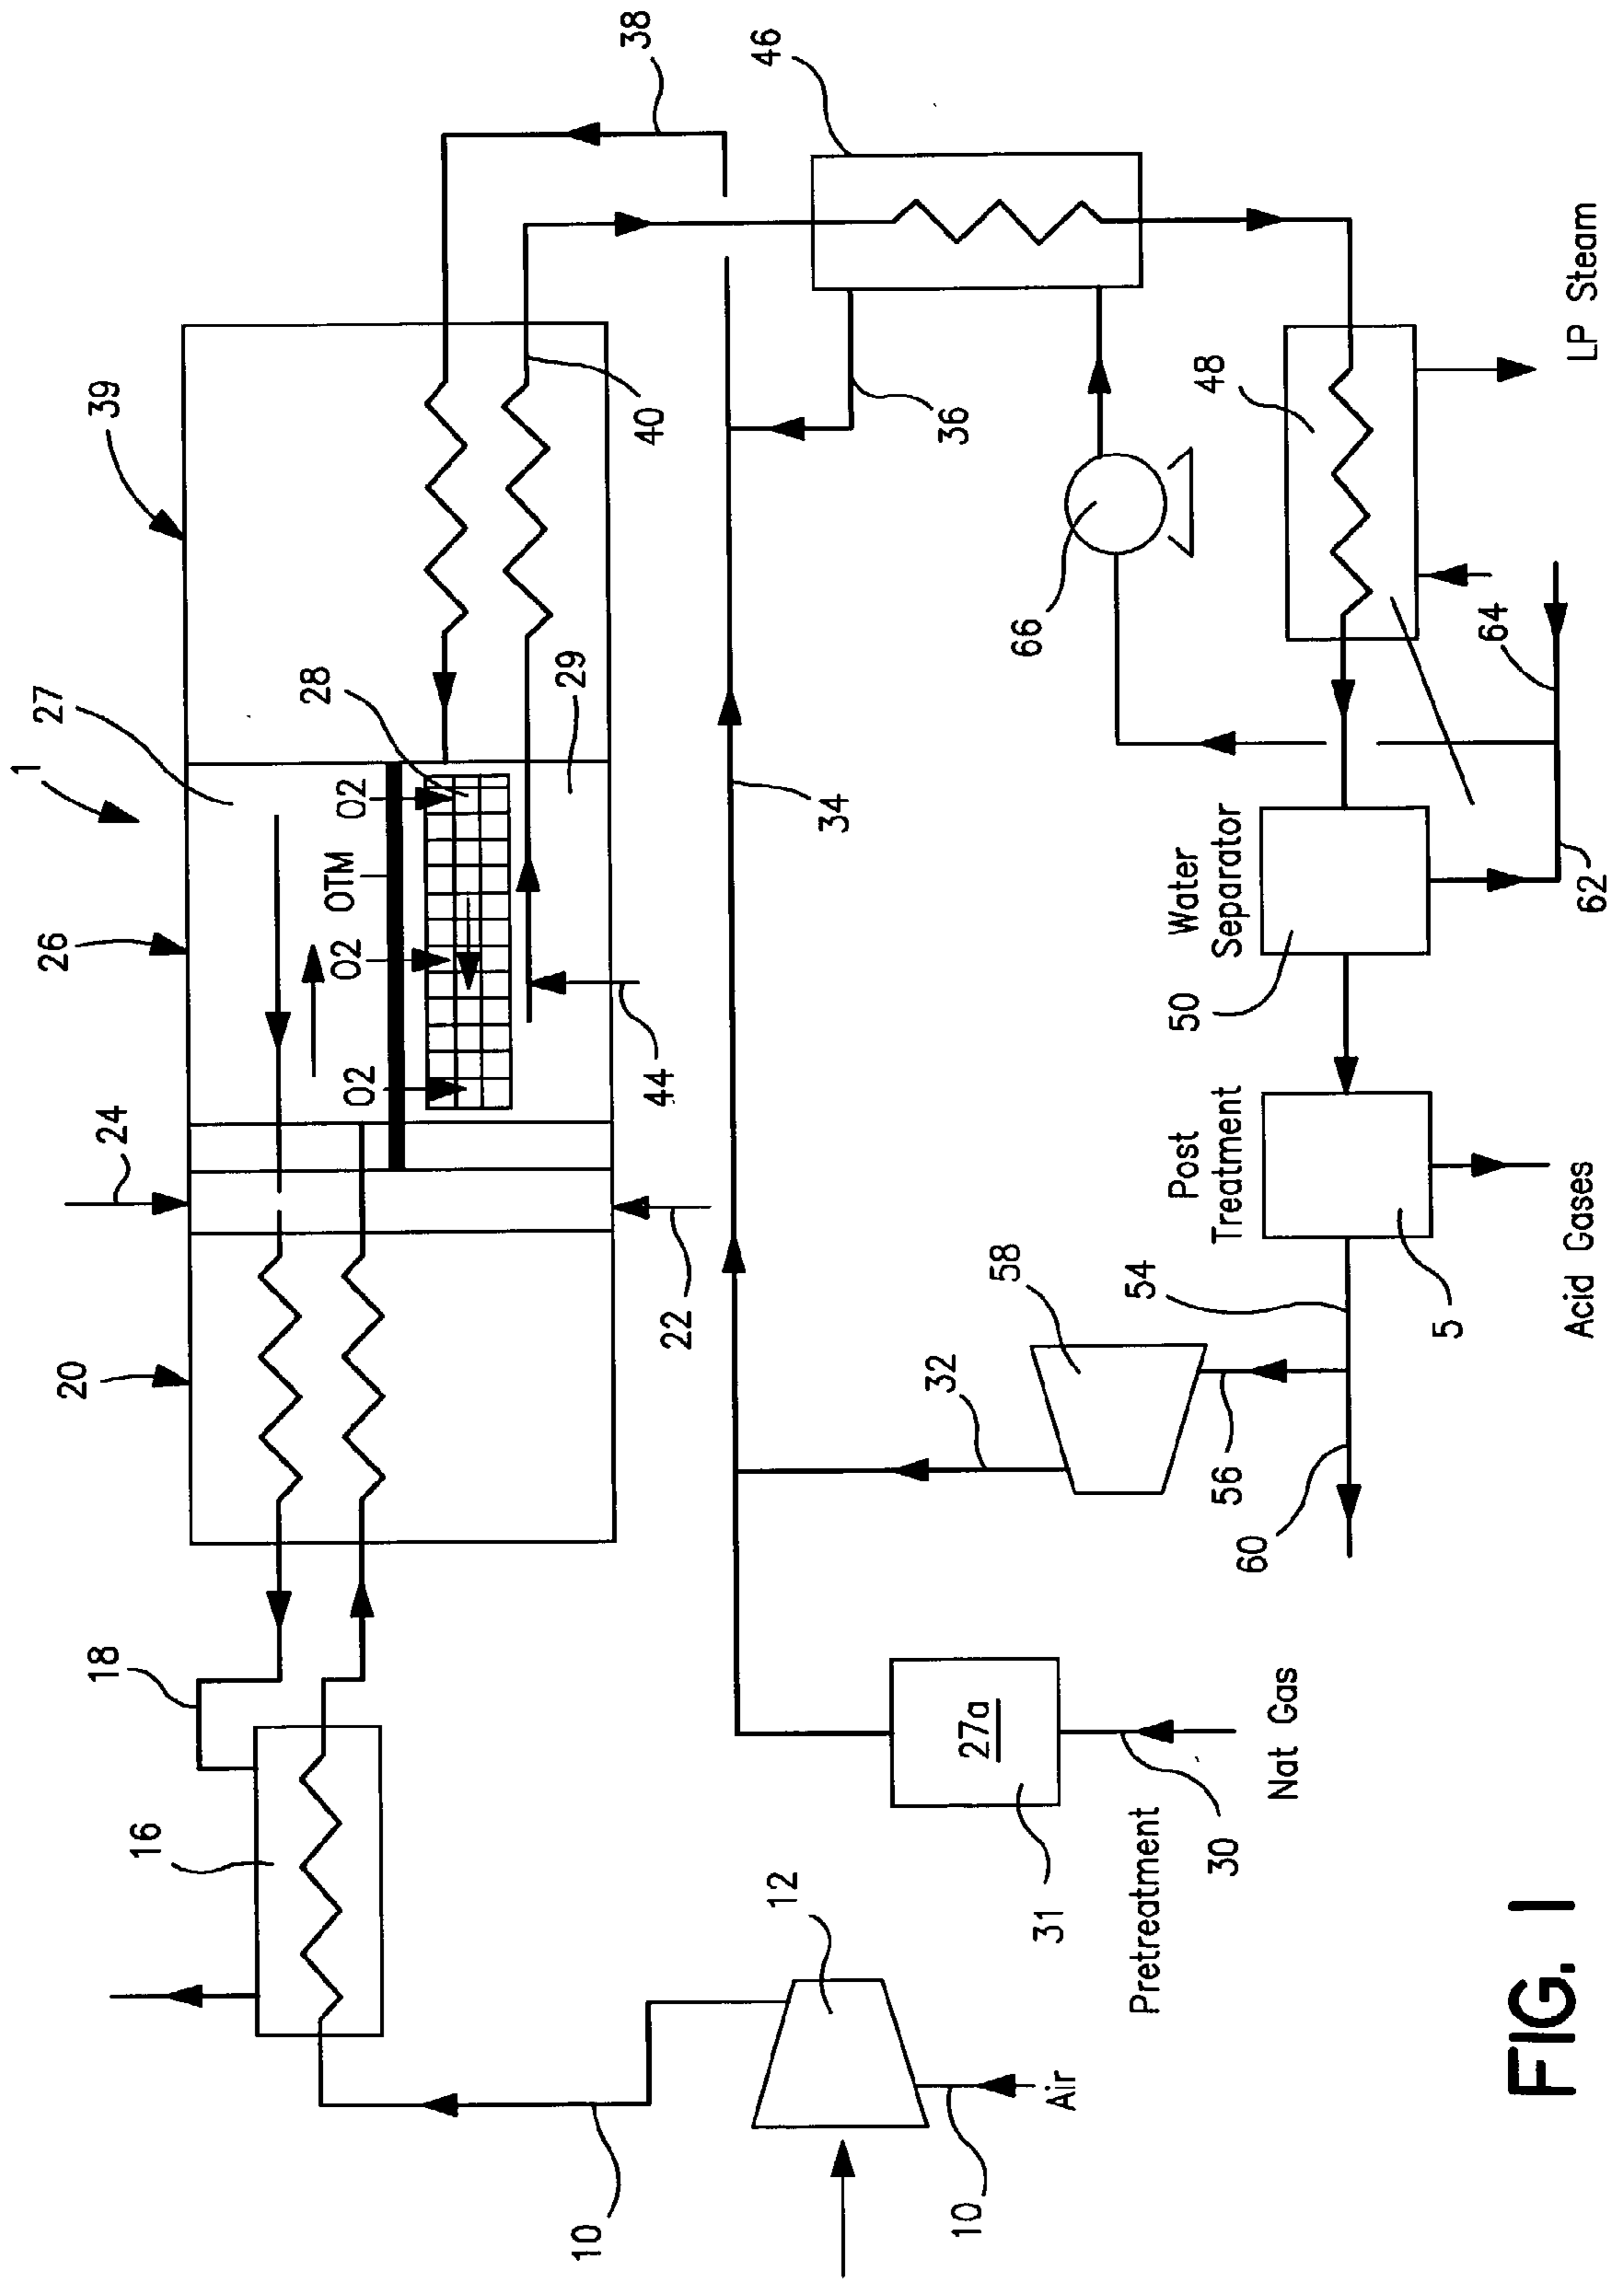 1
39
27
26
24
20
18
16
38
46
28
29
O2
OTM
O2
O2
40
44
22
36
34
66
48
LP Steam
64
62
Water
Separator
50
Post
Treatment
5
Acid Gases
54
58
32
56
60
27a
31
Pretreatment
30
Nat Gas
12
10
10
Air
FIG. 1